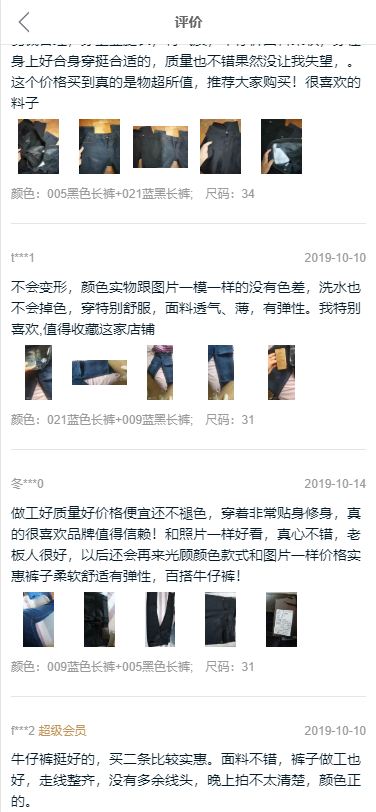 评价
身上好合身穿挺合适的，质量也不错果然没让我失望，。
这个价格买到真的是物超所值，推荐大家购买！很喜欢的
料子
颜色：005黑色长裤+021蓝黑长裤; 尺码：34
t***1 2019-10-10
不会变形，颜色实物跟图片一模一样的没有色差，洗水也
不会掉色，穿特别舒服，面料透气、薄，有弹性。我特别
喜欢,值得收藏这家店铺
颜色：021蓝色长裤+009蓝黑长裤; 尺码：31
冬***0 2019-10-14
做工好质量好价格便宜还不褪色，穿着非常贴身修身，真
的很喜欢品牌值得信赖！和照片一样好看，真心不错，老
板人很好，以后还会再来光顾颜色款式和图片一样价格实
惠裤子柔软舒适有弹性，百搭牛仔裤！
颜色：009蓝色长裤+005黑色长裤; 尺码：31
f***2 超级会员 2019-10-10
牛仔裤挺好的，买二条比较实惠。面料不错，裤子做工也
好，走线整齐，没有多余线头，晚上拍不太清楚，颜色正
的。